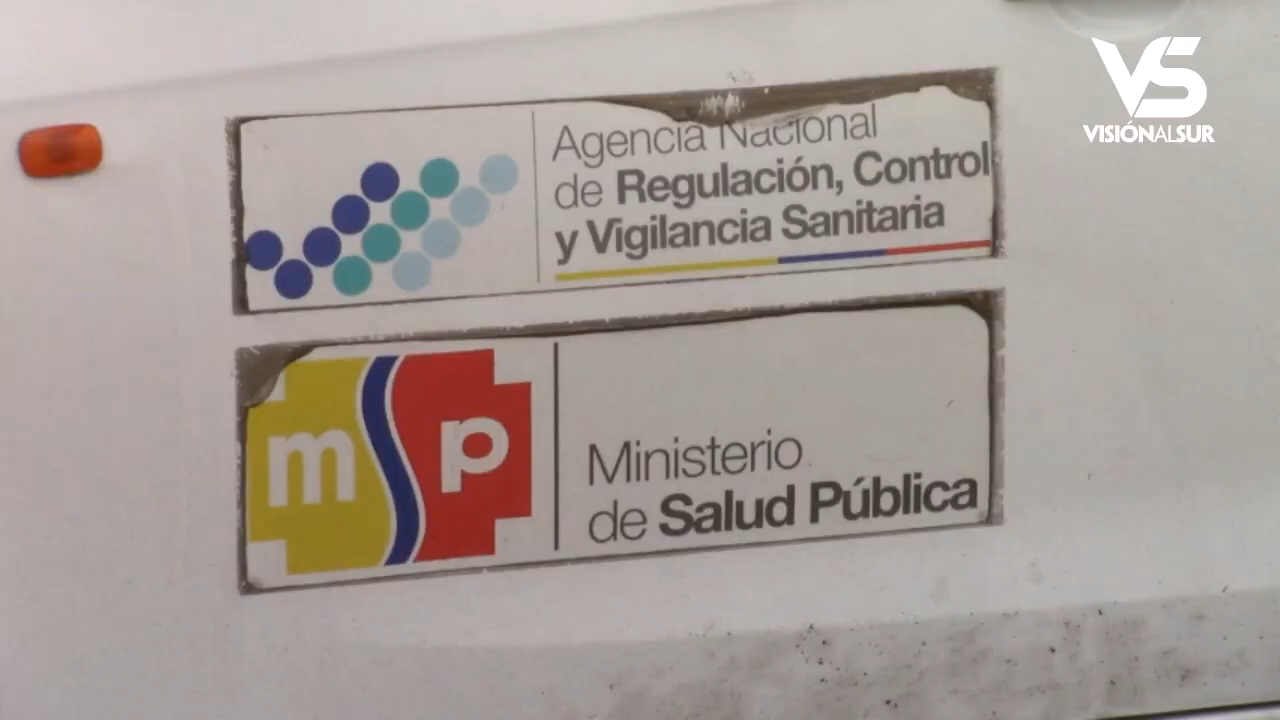 VS
VISIÓNALSUR
Agencia Nacional
de Regulación, Control
y Vigilancia Sanitaria
msp
Ministerio
de Salud Pública